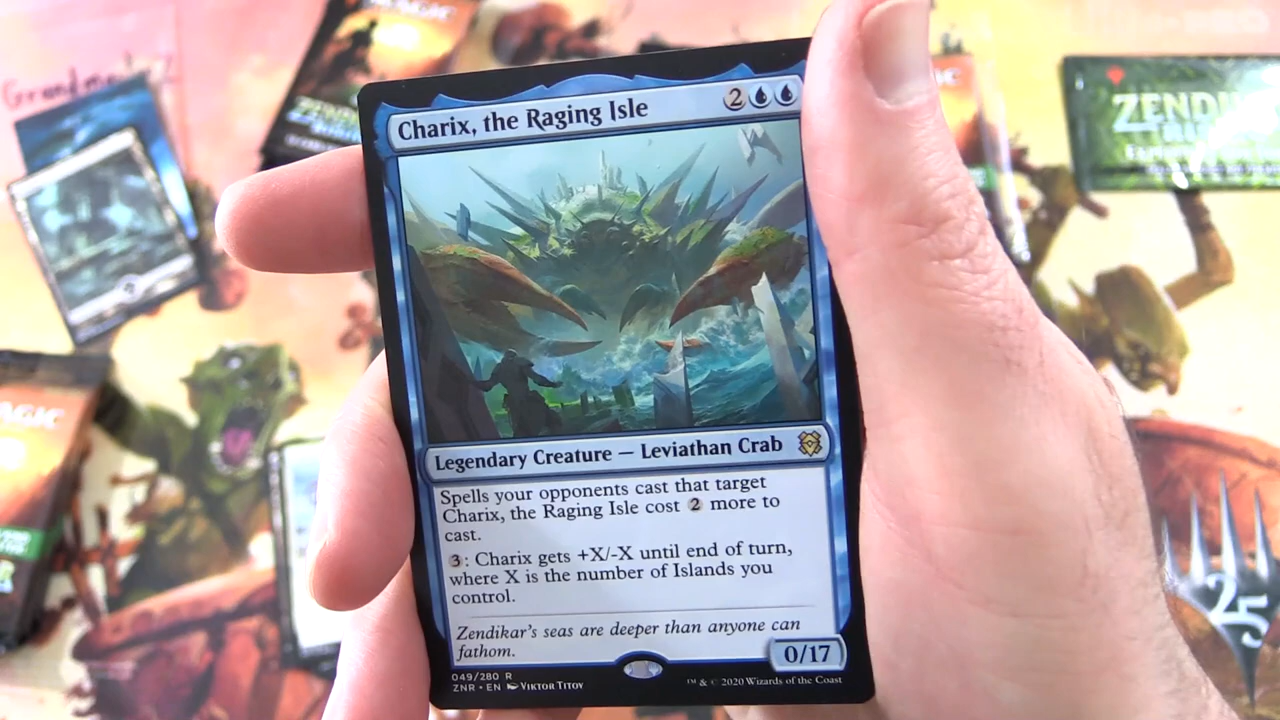 Charix, the Raging Isle
2
Legendary Creature — Leviathan Crab
Spells your opponents cast that target
Charix, the Raging Isle cost 2 more to
cast.
3: Charix gets +X/-X until end of turn,
where X is the number of Islands you
control.
Zendikar's seas are deeper than anyone can
fathom.
0/17
049/280 R
ZNR • EN Viktor Titov
™ & © 2020 Wizards of the Coast
ZENDI
25